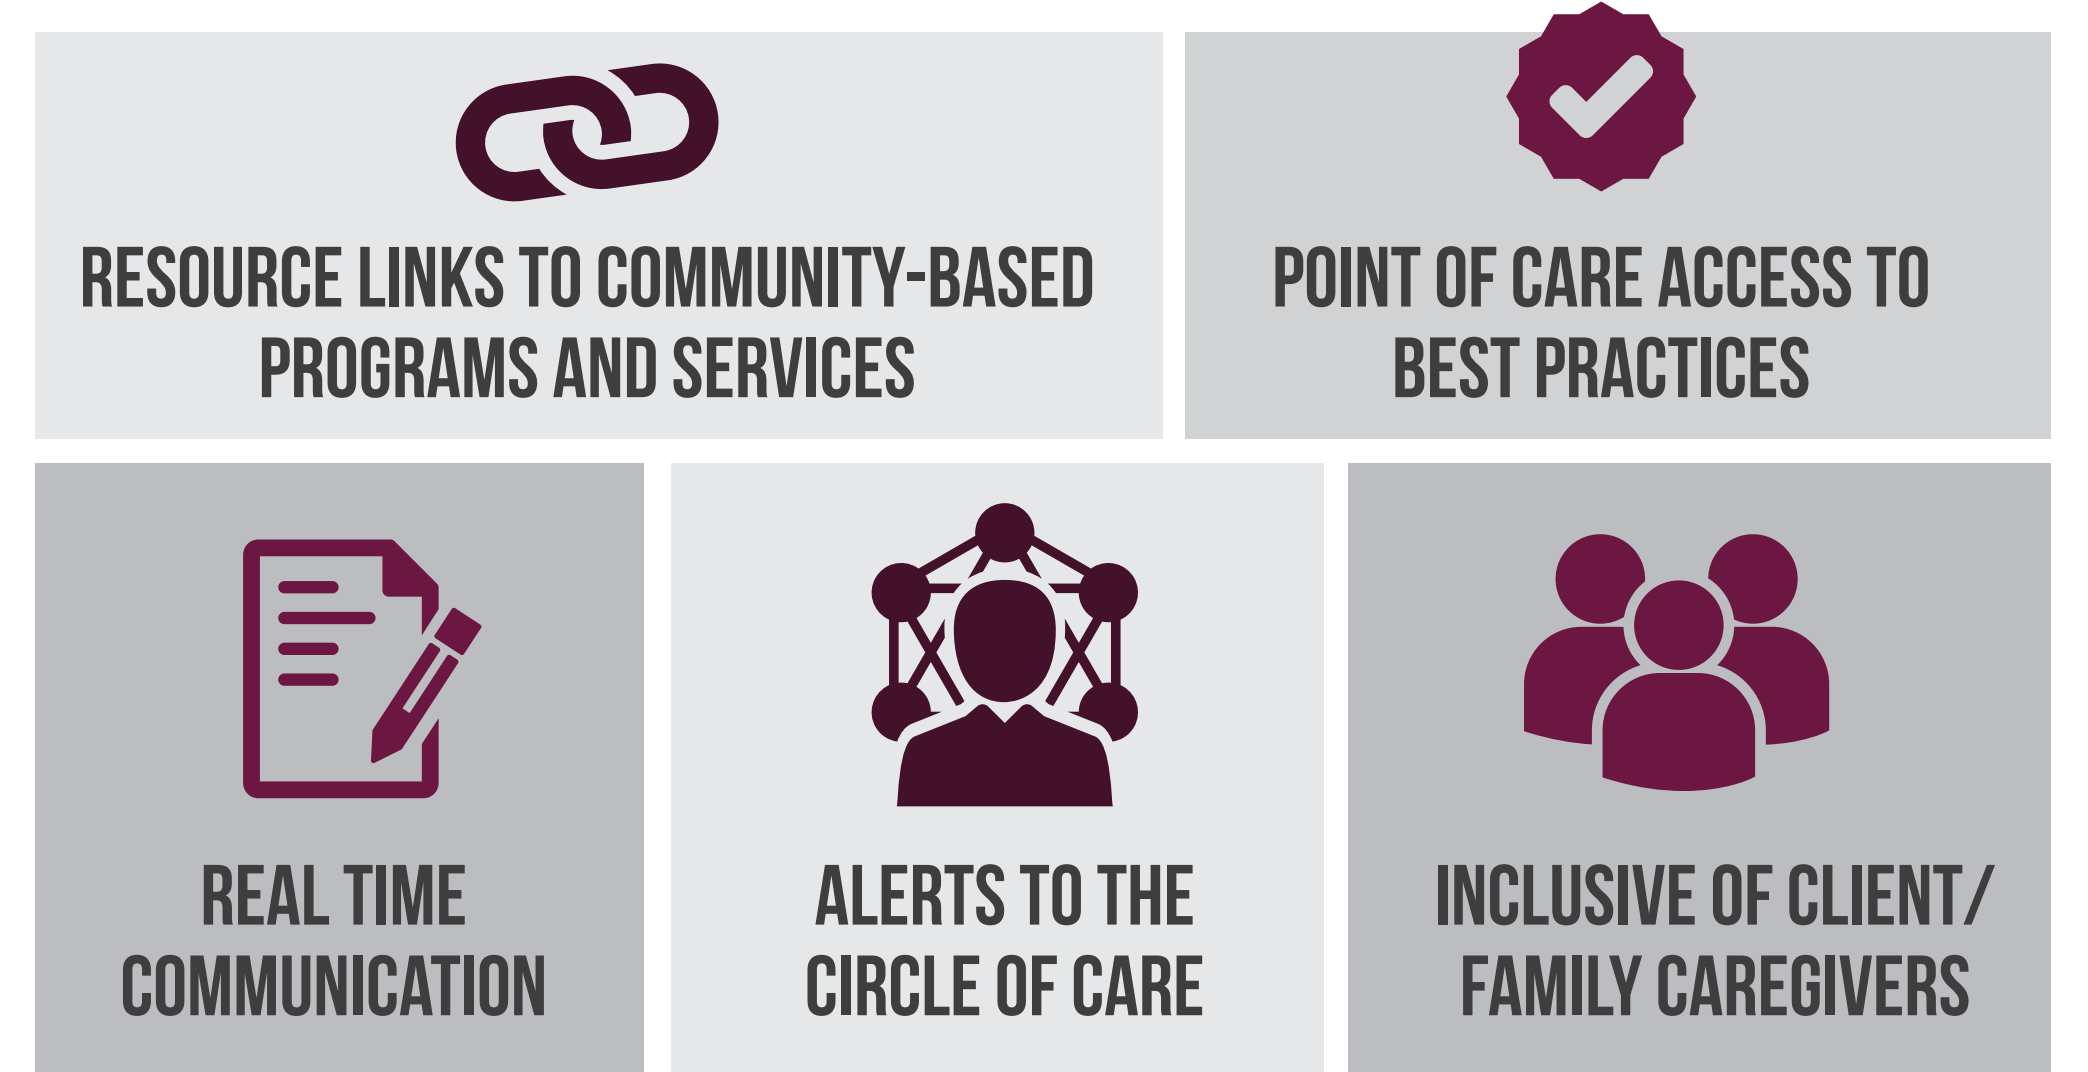 RESOURCE LINKS TO COMMUNITY-BASED
PROGRAMS AND SERVICES
POINT OF CARE ACCESS TO
BEST PRACTICES
REAL TIME
COMMUNICATION
ALERTS TO THE
CIRCLE OF CARE
INCLUSIVE OF CLIENT/
FAMILY CAREGIVERS